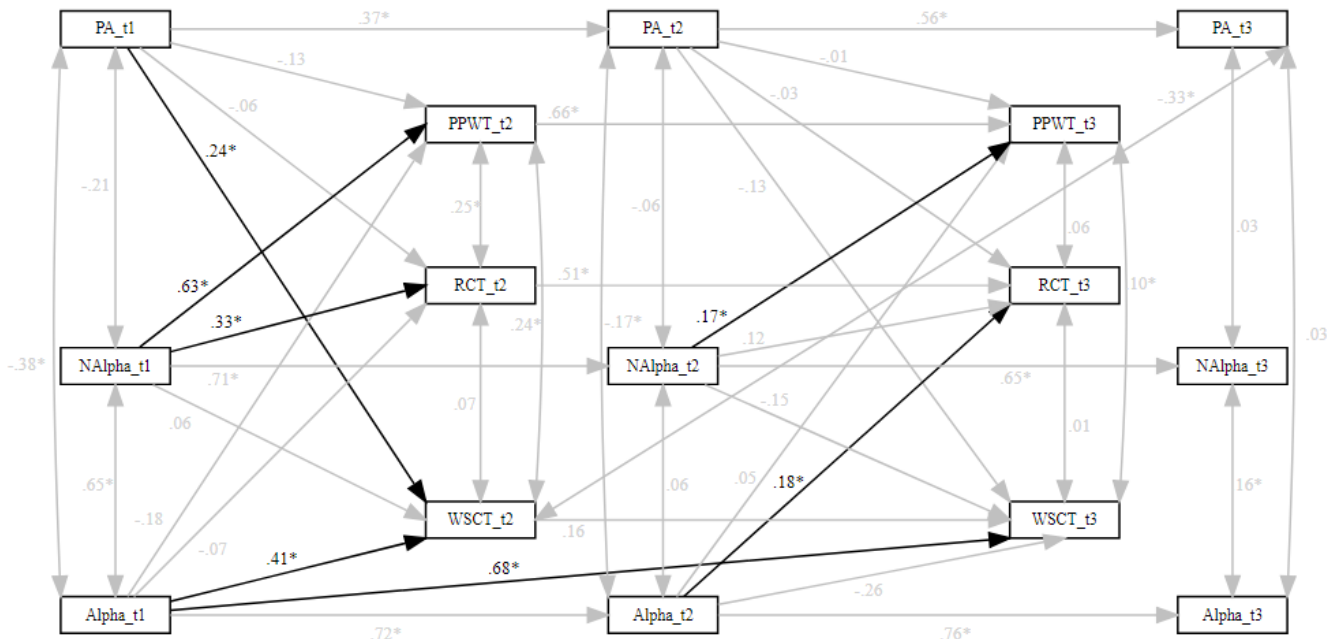 PA_t1
.37*
PA_t2
.56*
PA_t3
-.13
-.01
-.06
-.03
-.33*
PPWT_t2
.66*
PPWT_t3
.24*
-.21
-.13
-.06
.25*
.06
.03
.63*
RCT_t2
.51*
RCT_t3
.10*
.33*
.24*
-.17*
.17*
.12
-.38*
.03
NAlpha_t1
.71*
NAlpha_t2
.65*
NAlpha_t3
.06
.07
-.15
.01
.65*
.06
.05
.18*
.16*
-.18
WSCT_t2
.16
WSCT_t3
-.07
.41*
.68*
-.26
Alpha_t1
.72*
Alpha_t2
.76*
Alpha_t3